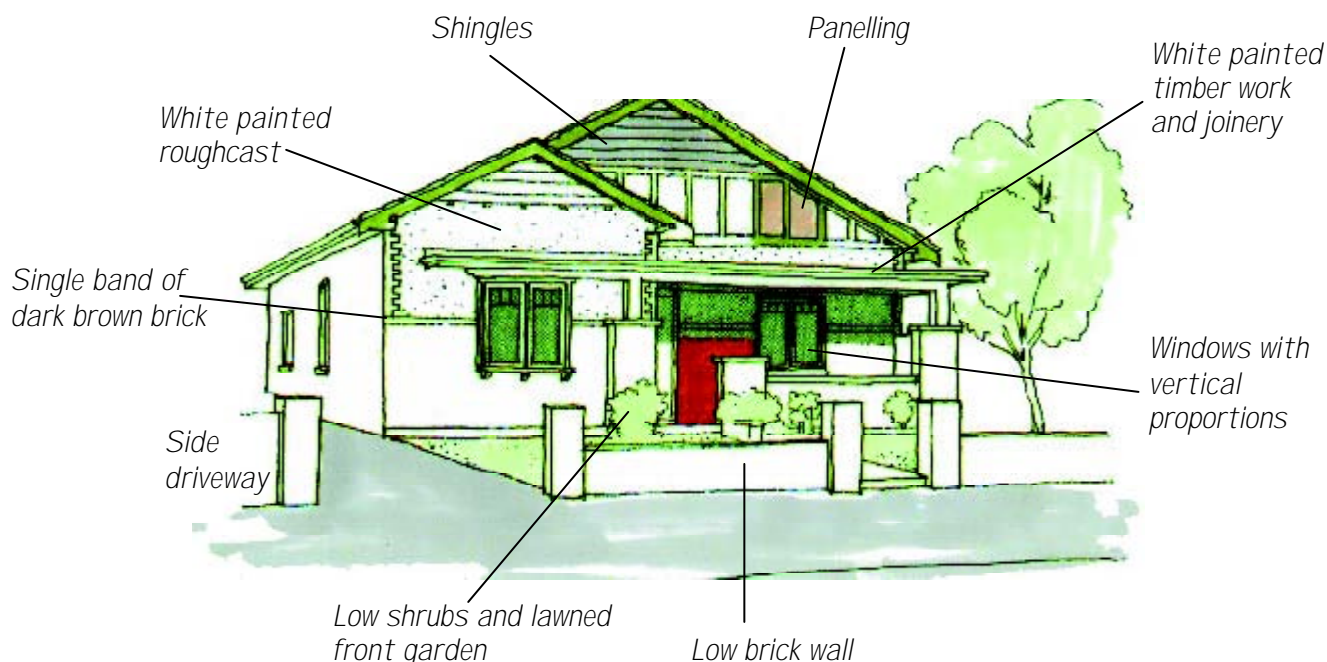 Shingles
Panelling
White painted
timber work
and joinery
White painted
roughcast
Single band of
dark brown brick
Windows with
vertical
proportions
Side
driveway
Low shrubs and lawned
front garden
Low brick wall